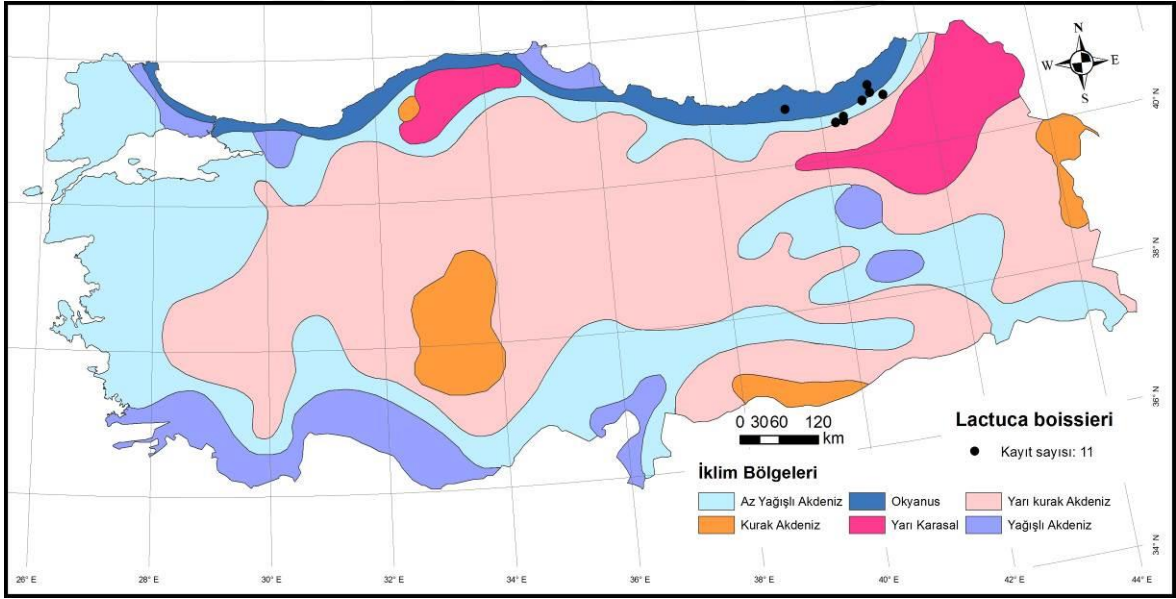 N
W E
S
40° N
38° N
36° N
34° N
0 30 60 120
km
Lactuca boissieri
Kayıt sayısı: 11
İklim Bölgeleri
Az Yağışlı Akdeniz
Okyanus
Yarı kurak Akdeniz
Kurak Akdeniz
Yarı Karasal
Yağışlı Akdeniz
26° E 28° E 30° E 32° E 34° E 36° E 38° E 40° E 42° E 44° E